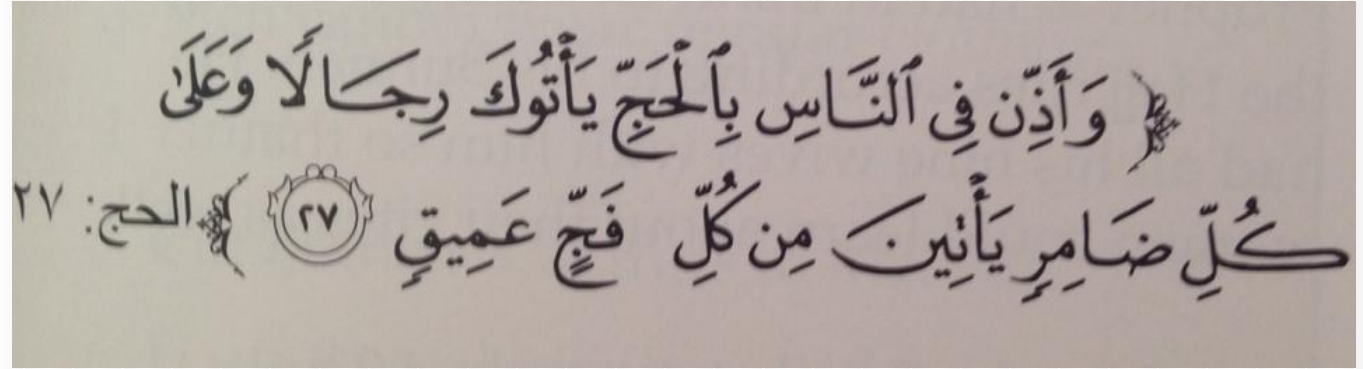 ﴿ وَأَذِّن فِى ٱلنَّاسِ بِٱلْحَجِّ يَأْتُوكَ رِجَالًا وَعَلَىٰ
كُلِّ ضَامِرٍ يَأْتِينَ مِن كُلِّ فَجٍّ عَمِيقٍ ٢٧ ﴾ الحج: ٢٧